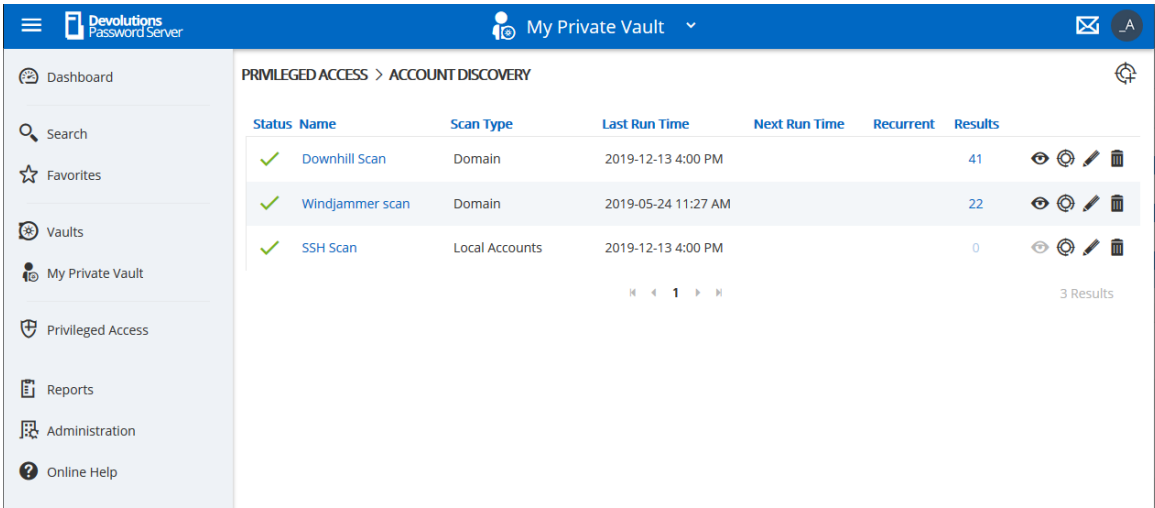 Devolutions
Password Server
My Private Vault
_A
Dashboard
Search
Favorites
Vaults
My Private Vault
Privileged Access
Reports
Administration
Online Help
PRIVILEGED ACCESS > ACCOUNT DISCOVERY
Status Name Scan Type Last Run Time Next Run Time Recurrent Results
Downhill Scan Domain 2019-12-13 4:00 PM 41
Windjammer scan Domain 2019-05-24 11:27 AM 22
SSH Scan Local Accounts 2019-12-13 4:00 PM 0
1
3 Results